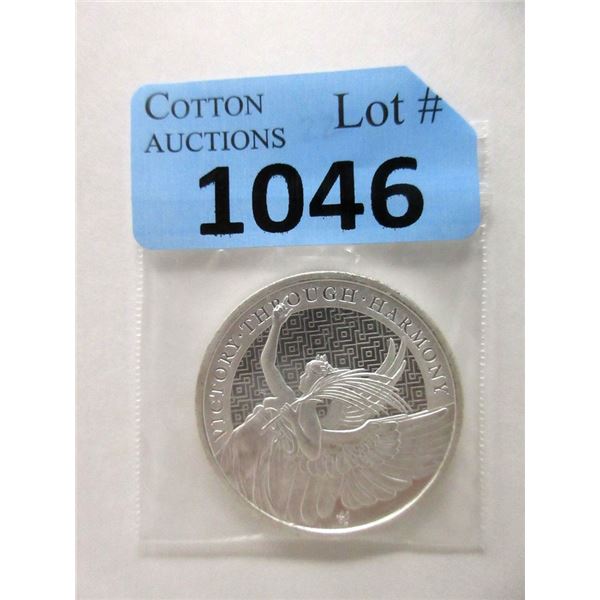 COTTON
AUCTIONS
Lot #
1046
VICTORY · THROUGH · HARMONY